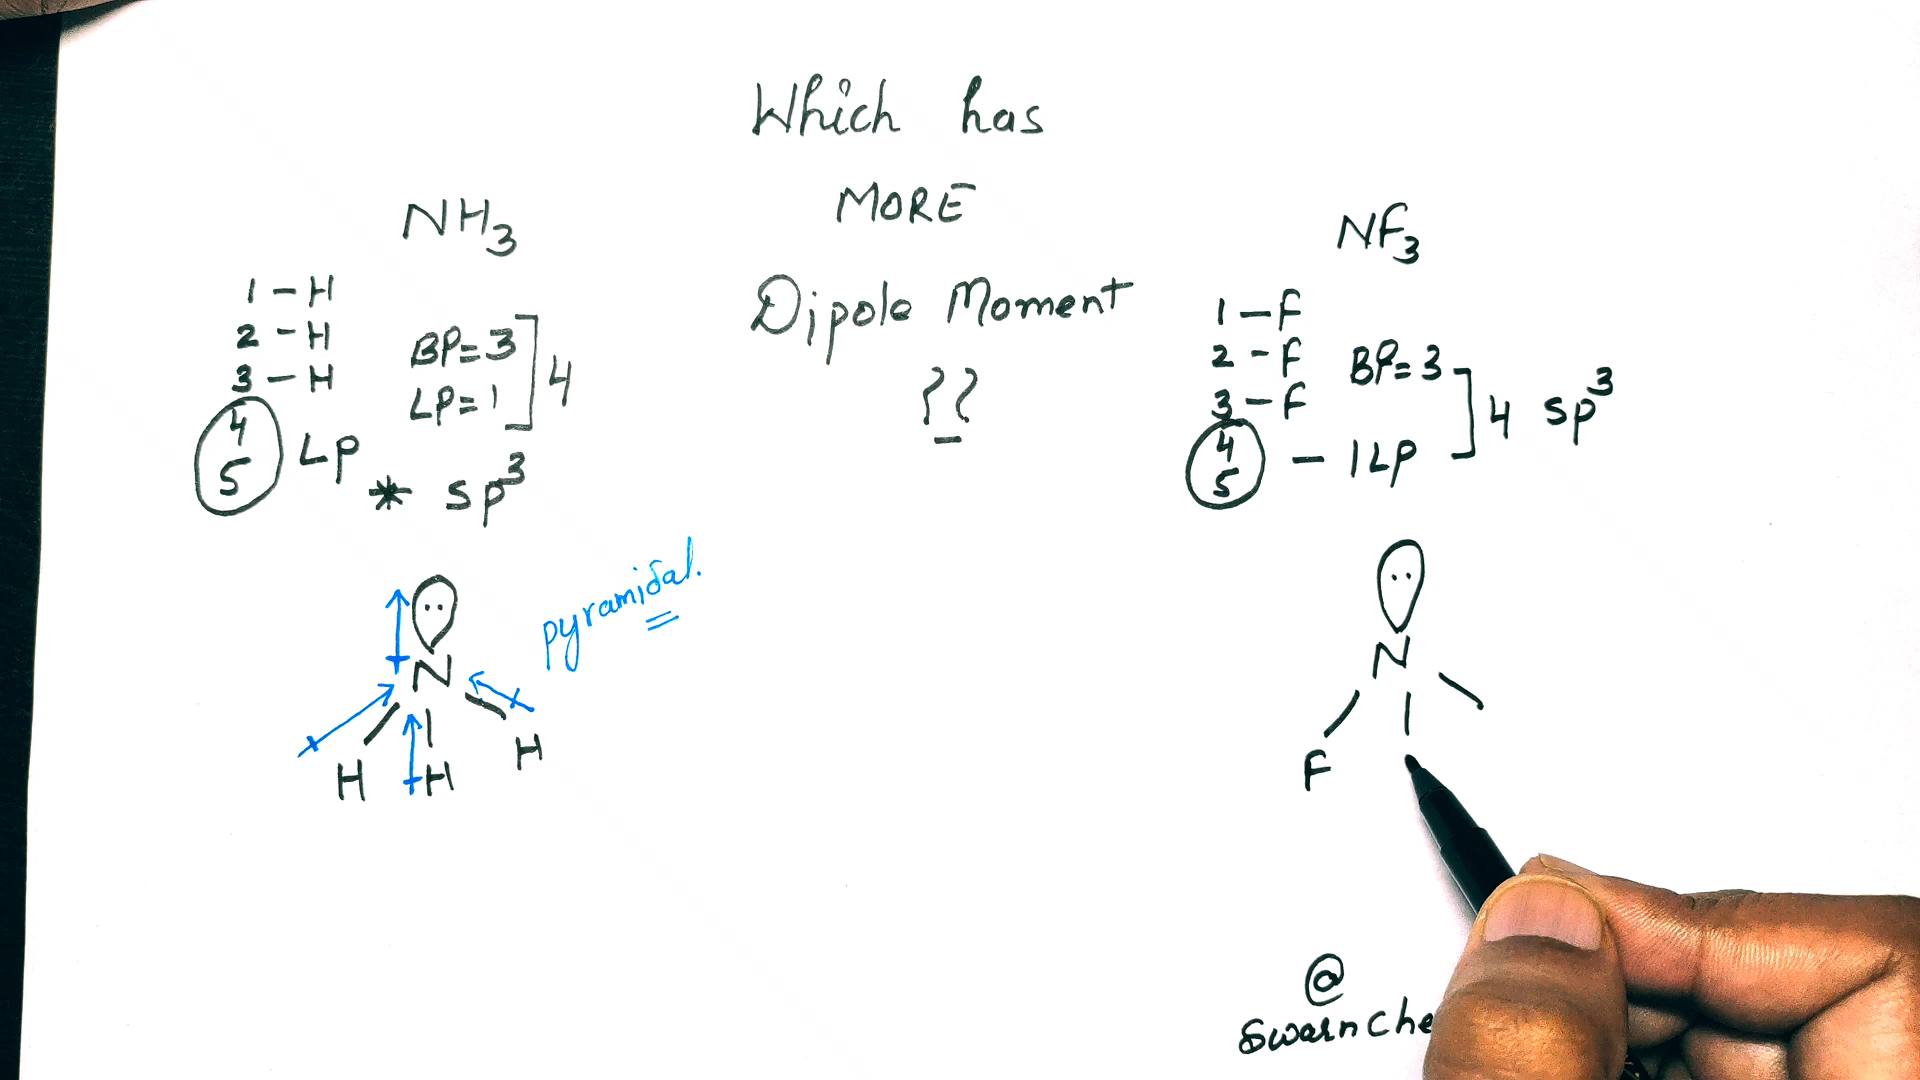 Which has
MORE
Dipole Moment
??
NH3
1 - H
2 - H
3 - H
4
5
LP
BP=3
LP=1
4
* sp3
N
H
H
H
pyramidal.
NF3
1 - F
2 - F
3 - F
4
5
- 1LP
BP=3
4 sp3
N
F
@